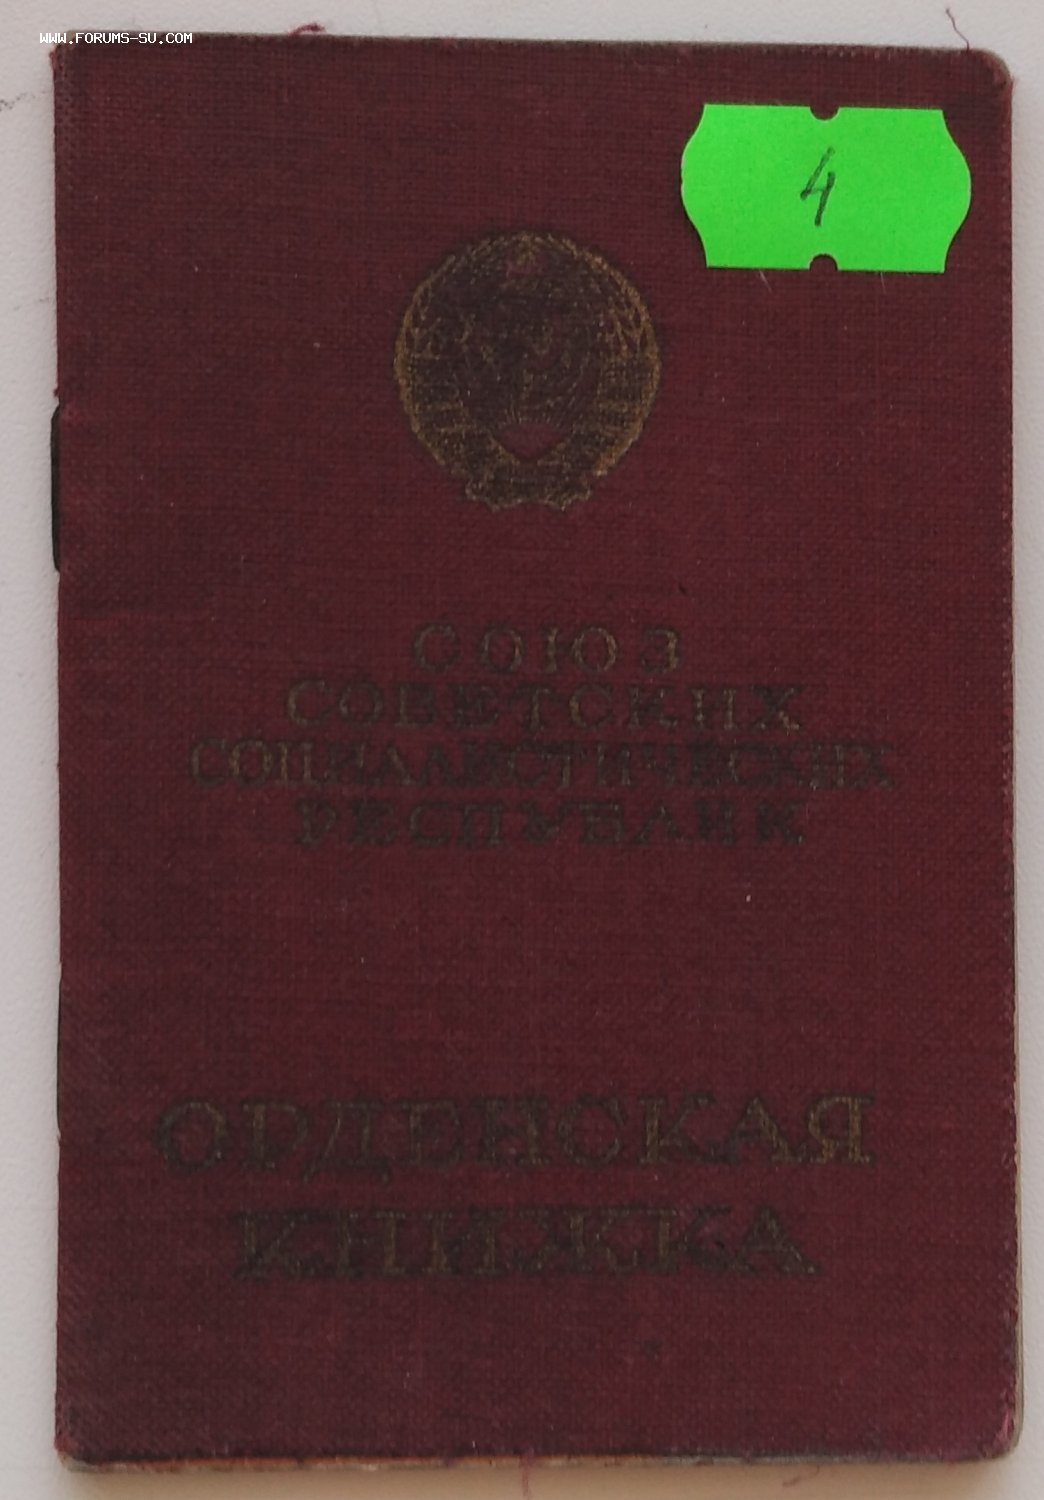 WWW.FORUMS-SU.COM
4
СОЮЗ
СОВЕТСКИХ
СОЦИАЛИСТИЧЕСКИХ
РЕСПУБЛИК
ОРДЕНСКАЯ
КНИЖКА